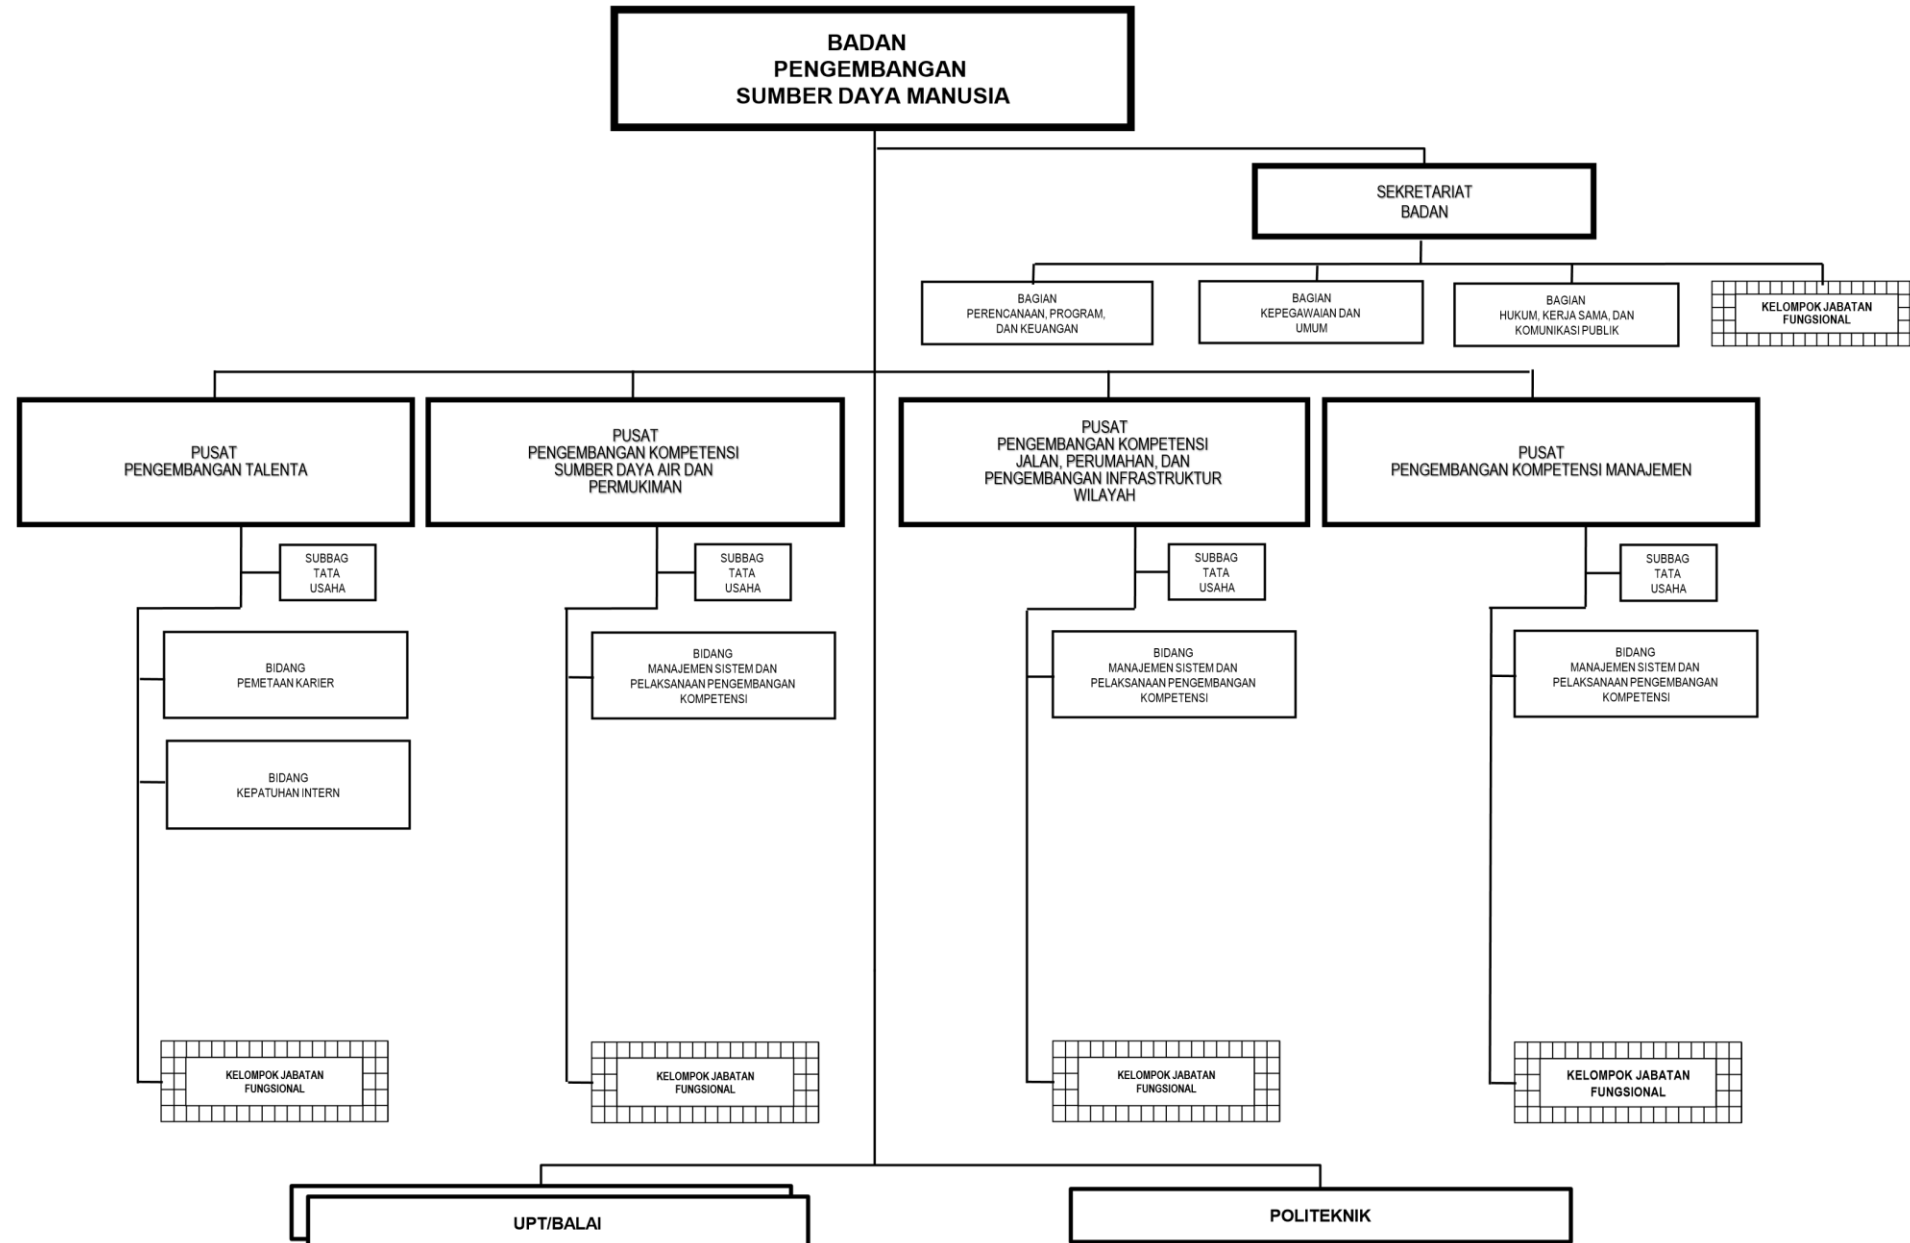 BADAN
PENGEMBANGAN
SUMBER DAYA MANUSIA
SEKRETARIAT
BADAN
BAGIAN
PERENCANAAN, PROGRAM,
DAN KEUANGAN
BAGIAN
KEPEGAWAIAN DAN
UMUM
BAGIAN
HUKUM, KERJA SAMA, DAN
KOMUNIKASI PUBLIK
KELOMPOK JABATAN
FUNGSIONAL
PUSAT
PENGEMBANGAN TALENTA
PUSAT
PENGEMBANGAN KOMPETENSI
SUMBER DAYA AIR DAN
PERMUKIMAN
PUSAT
PENGEMBANGAN KOMPETENSI
JALAN, PERUMAHAN, DAN
PENGEMBANGAN INFRASTRUKTUR
WILAYAH
PUSAT
PENGEMBANGAN KOMPETENSI MANAJEMEN
SUBBAG
TATA
USAHA
SUBBAG
TATA
USAHA
SUBBAG
TATA
USAHA
SUBBAG
TATA
USAHA
BIDANG
PEMETAAN KARIER
BIDANG
MANAJEMEN SISTEM DAN
PELAKSANAAN PENGEMBANGAN
KOMPETENSI
BIDANG
MANAJEMEN SISTEM DAN
PELAKSANAAN PENGEMBANGAN
KOMPETENSI
BIDANG
MANAJEMEN SISTEM DAN
PELAKSANAAN PENGEMBANGAN
KOMPETENSI
BIDANG
KEPATUHAN INTERN
KELOMPOK JABATAN
FUNGSIONAL
KELOMPOK JABATAN
FUNGSIONAL
KELOMPOK JABATAN
FUNGSIONAL
KELOMPOK JABATAN
FUNGSIONAL
UPT/BALAI
POLITEKNIK